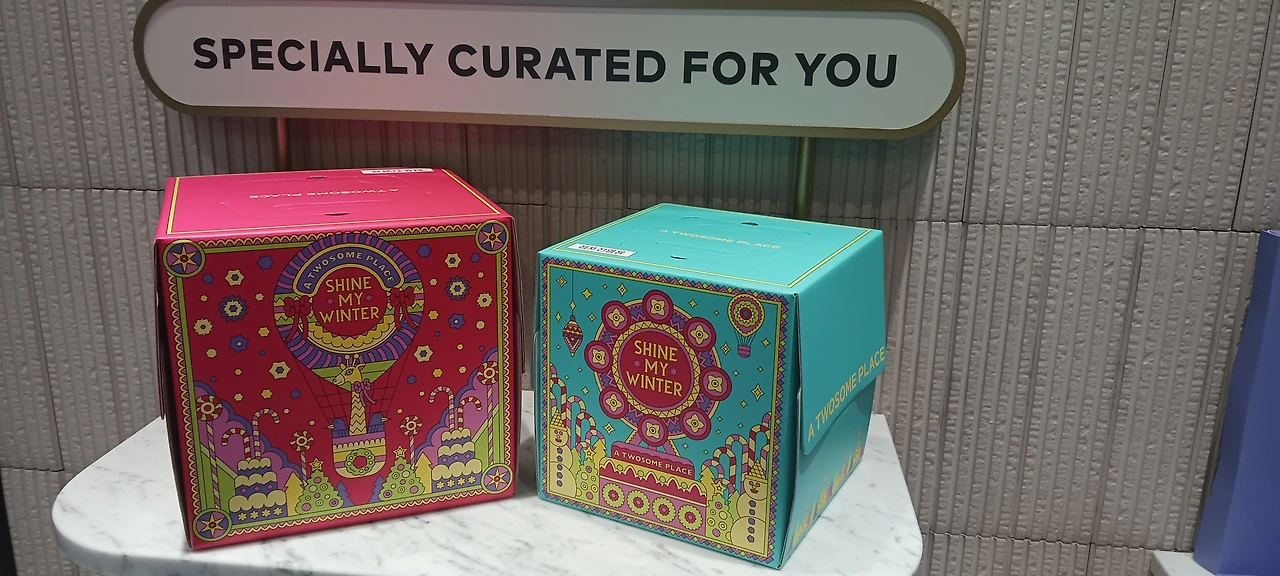 SPECIALLY CURATED FOR YOU
A TWOSOME PLACE
A TWOSOME PLACE
SHINE
MY
WINTER
A TWOSOME PLACE
SHINE
MY
WINTER
A TWOSOME PLACE
A TWOSOME PLACE